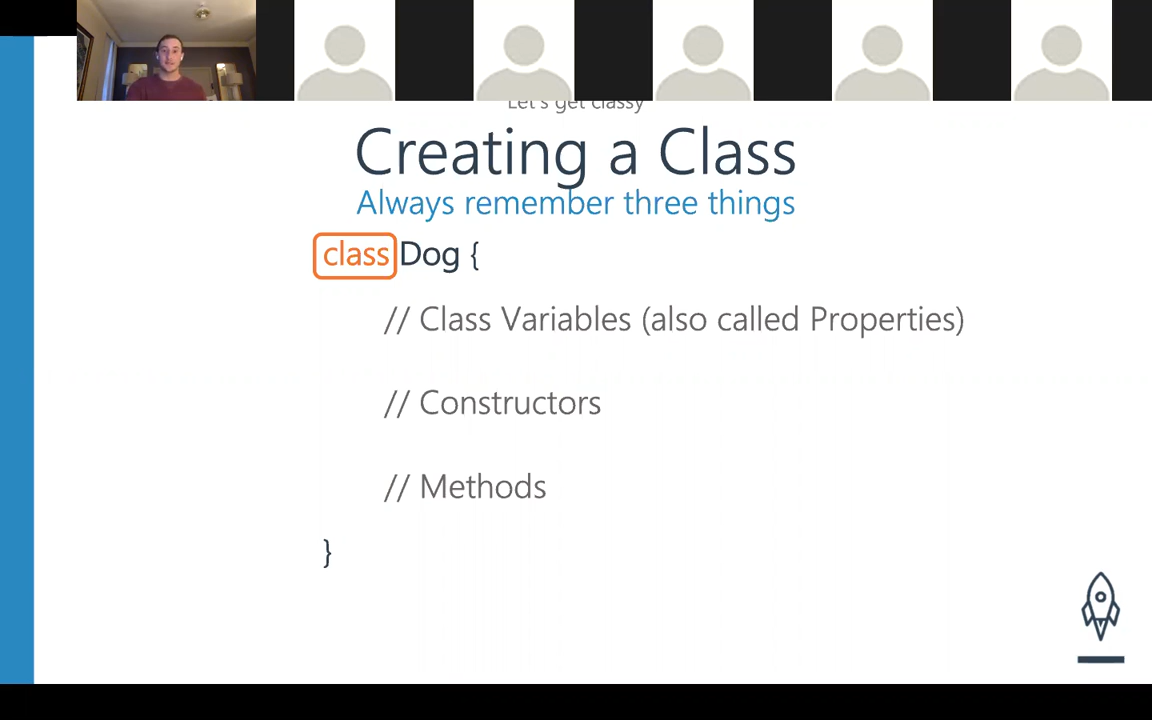 Let's get classy
Creating a Class
Always remember three things
class Dog {
// Class Variables (also called Properties)
// Constructors
// Methods
}